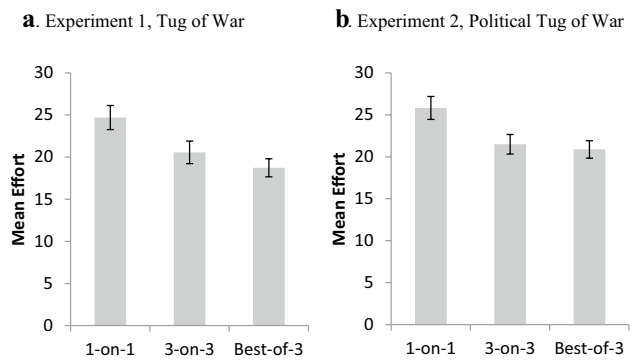 a. Experiment 1, Tug of War
30
25
20
15
10
5
0
Mean Effort
1-on-1 3-on-3 Best-of-3
b. Experiment 2, Political Tug of War
30
25
20
15
10
5
0
Mean Effort
1-on-1 3-on-3 Best-of-3